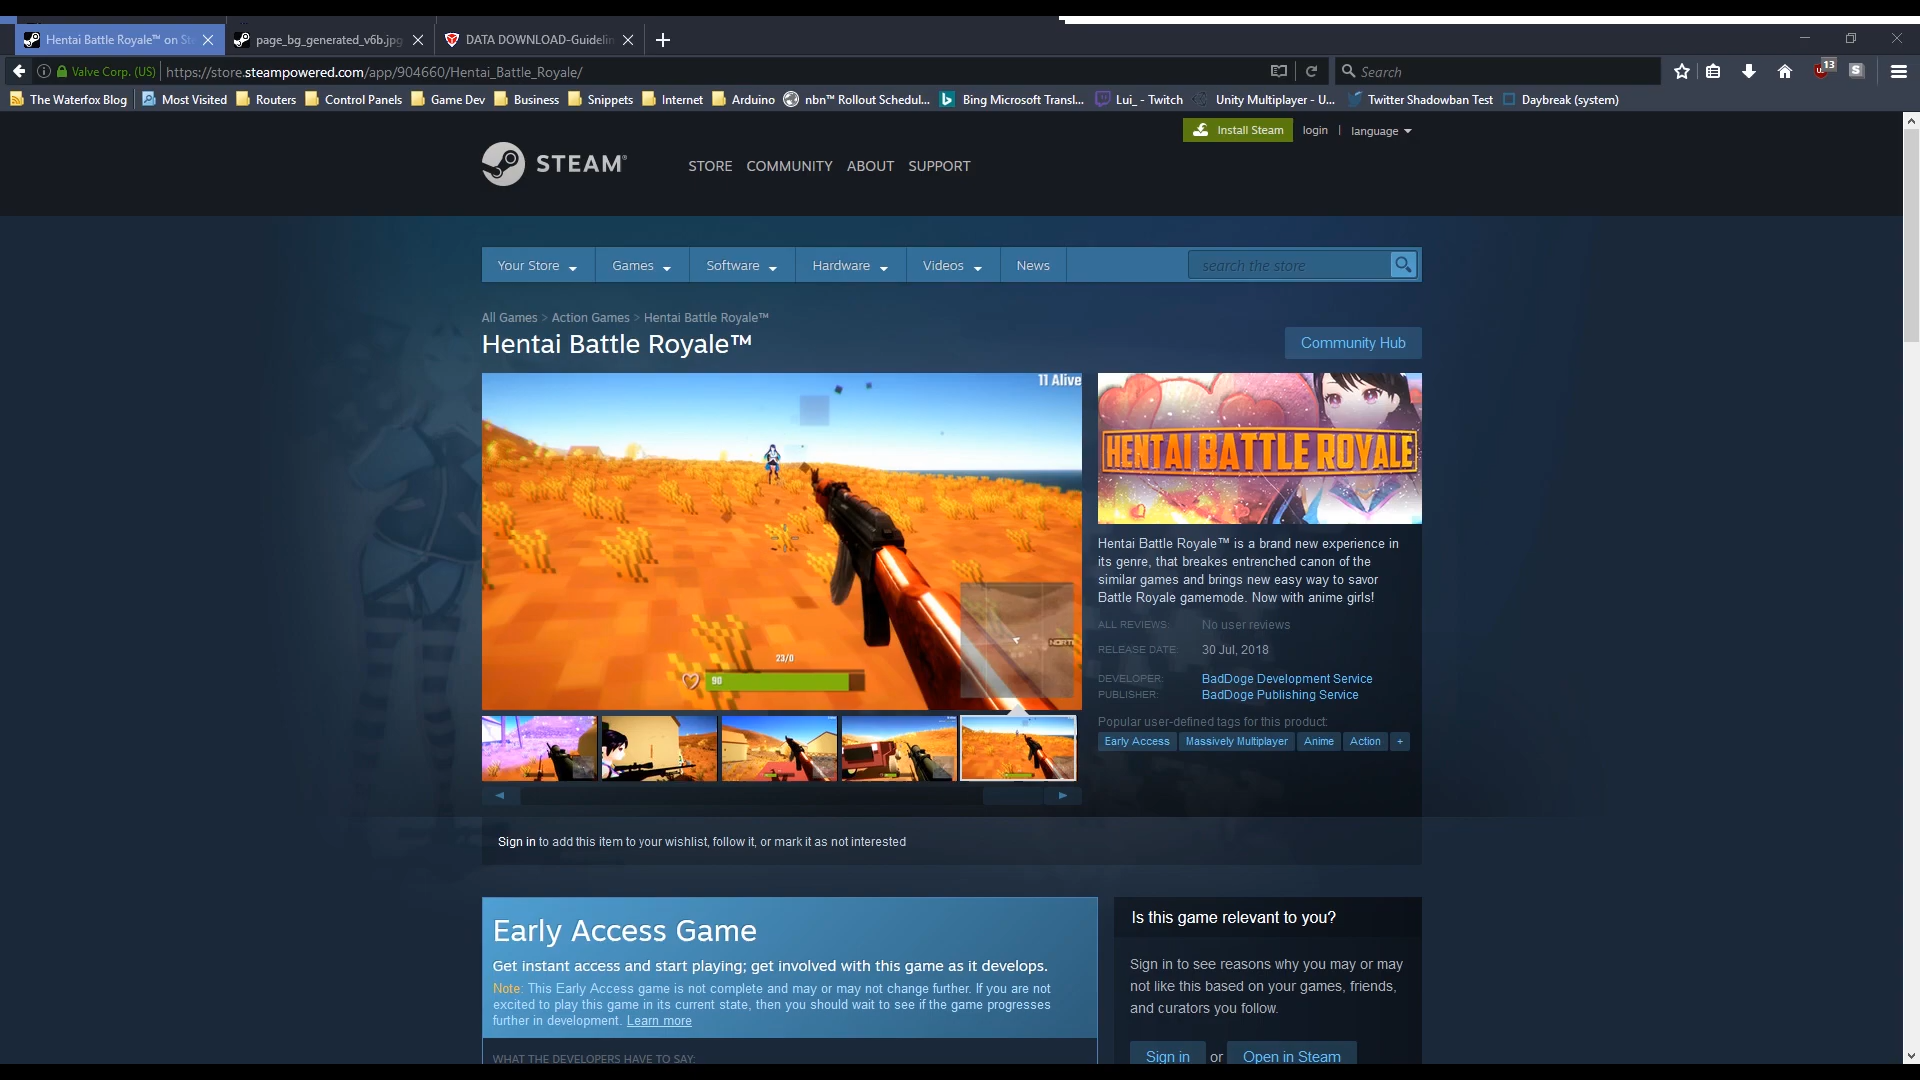 Hentai Battle Royale™ on St
page_bg_generated_v6b.jpg
DATA DOWNLOAD-Guidelin
Valve Corp. (US)
https://store.steampowered.com/app/904660/Hentai_Battle_Royale/
Search
13
The Waterfox Blog
Most Visited
Routers
Control Panels
Game Dev
Business
Snippets
Internet
Arduino
nbn™ Rollout Schedul...
Bing Microsoft Transl...
Lui_ - Twitch
Unity Multiplayer - U...
Twitter Shadowban Test
Daybreak (system)
Install Steam
login
language
STEAM
STORE
COMMUNITY
ABOUT
SUPPORT
Your Store
Games
Software
Hardware
Videos
News
search the store
All Games > Action Games > Hentai Battle Royale™
Hentai Battle Royale™
Community Hub
11 Alive
23/0
90
HENTAI BATTLE ROYALE
Hentai Battle Royale™ is a brand new experience in
its genre, that breakes entrenched canon of the
similar games and brings new easy way to savor
Battle Royale gamemode. Now with anime girls!
ALL REVIEWS: No user reviews
RELEASE DATE: 30 Jul, 2018
DEVELOPER: BadDoge Development Service
PUBLISHER: BadDoge Publishing Service
Popular user-defined tags for this product:
Early Access
Massively Multiplayer
Anime
Action
+
Sign in to add this item to your wishlist, follow it, or mark it as not interested
Early Access Game
Get instant access and start playing; get involved with this game as it develops.
Note: This Early Access game is not complete and may or may not change further. If you are not
excited to play this game in its current state, then you should wait to see if the game progresses
further in development. Learn more
WHAT THE DEVELOPERS HAVE TO SAY:
Is this game relevant to you?
Sign in to see reasons why you may or may
not like this based on your games, friends,
and curators you follow.
Sign in or Open in Steam